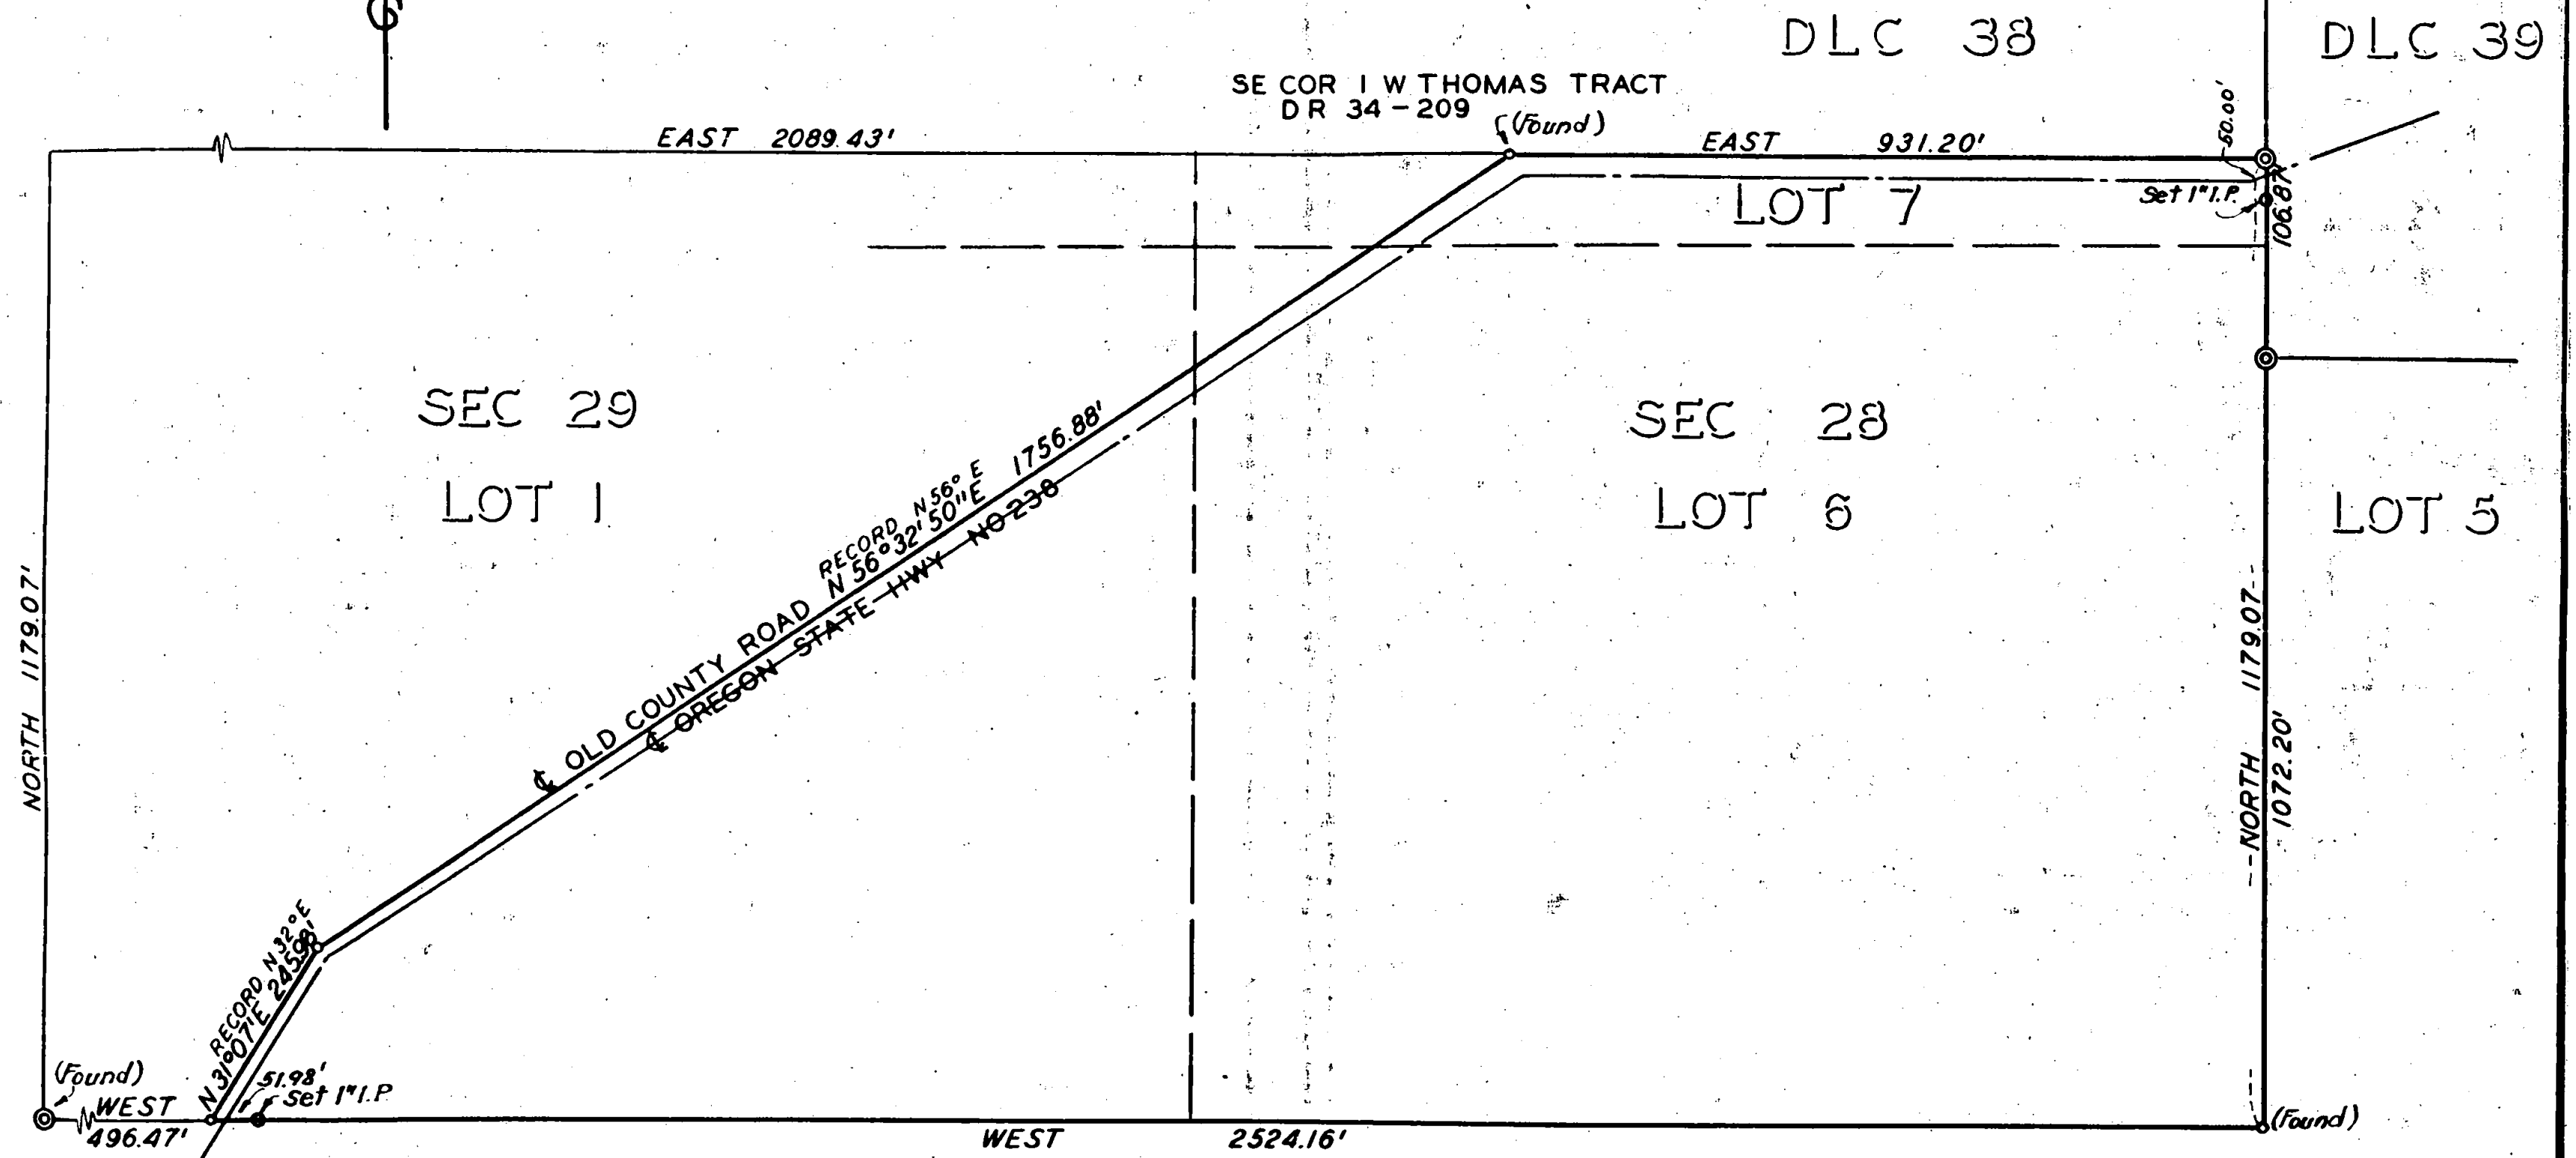 DLC 38
DLC 39
SE COR I W THOMAS TRACT
DR 34-209
(Found)
EAST 2089.43'
EAST 931.20'
50.00'
LOT 7
Set 1" I.P.
106.87'
SEC 29
LOT 1
SEC 28
LOT 6
LOT 5
RECORD N 56° E
N 56° 32' 50" E 1756.88'
℄ OLD COUNTY ROAD
℄ OREGON STATE HWY NO 238
NORTH 1179.07'
NORTH 1179.07
1072.20'
RECORD N 32° E
N 31° 07' E 245.98'
(Found)
WEST
496.47'
51.98'
Set 1" I.P.
WEST 2524.16'
(Found)